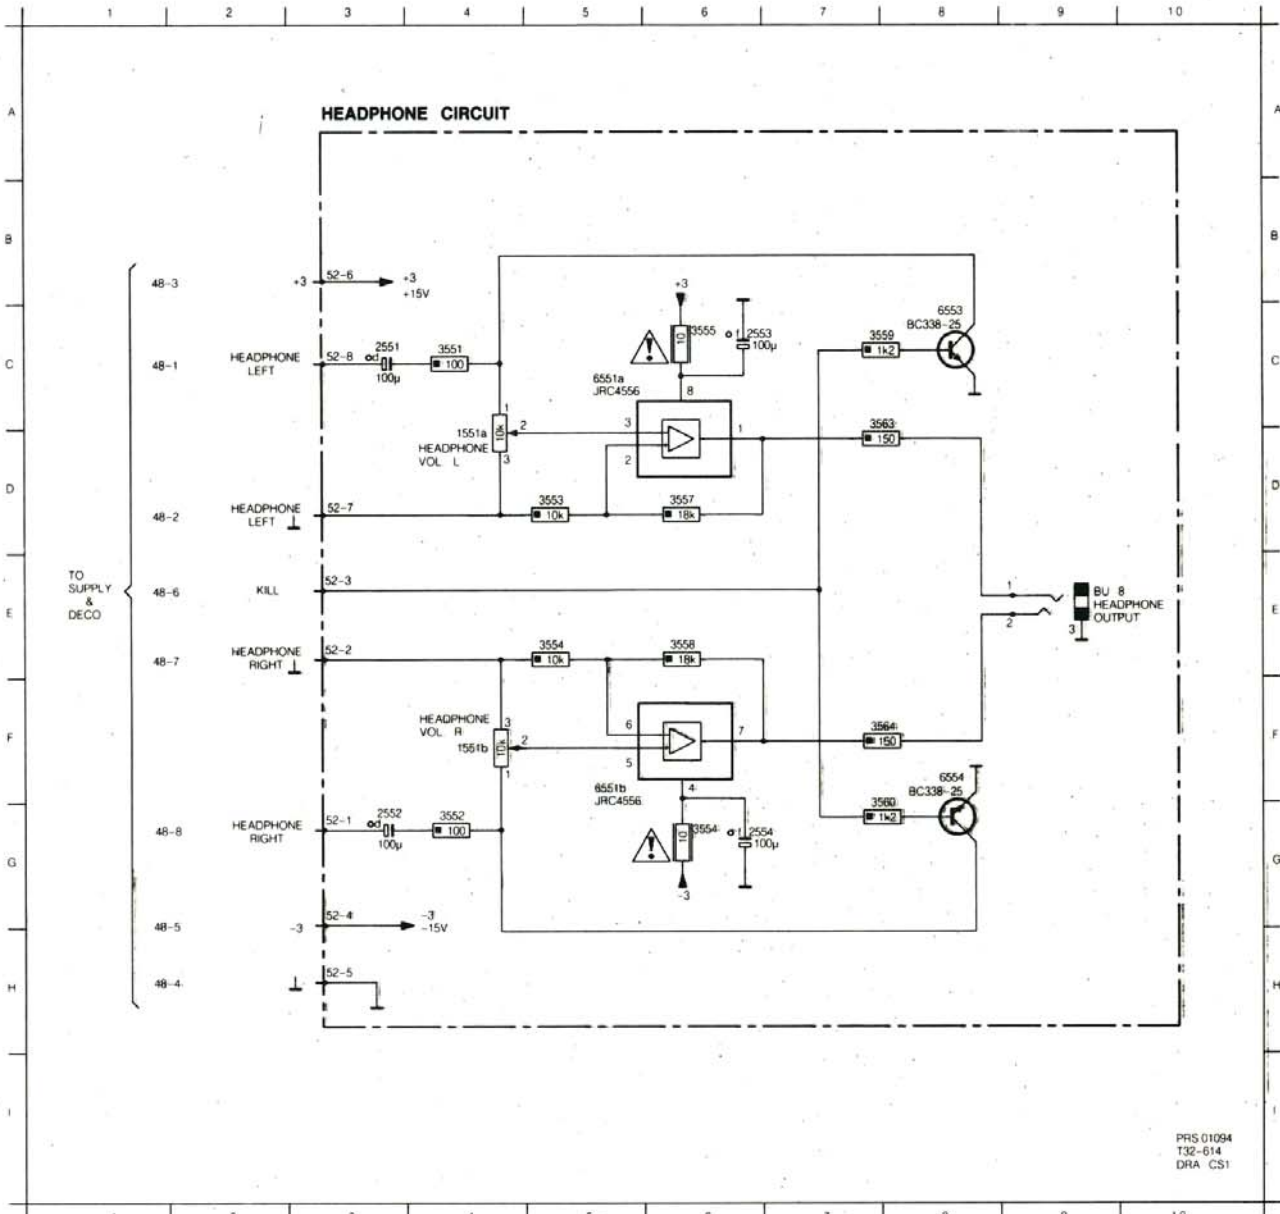 1 2 3 4 5 6 7 8 9 10
A A
HEADPHONE CIRCUIT
B B
48-3 +3 52-6 +3
+15V
+3
6553
BC338-25
3555
10
2553
100µ
3559
1k2
C C
48-1 HEADPHONE
LEFT
52-8
2551
100µ
3551
100
6551a
JRC4556
8
1
1551a
10k
2
HEADPHONE
VOL L
3
3
2
1
3563
150
D D
48-2 HEADPHONE
LEFT
52-7
3553
10k
3557
18k
TO
SUPPLY
&
DECO
48-6 KILL 52-3
E E
1
2
BU 8
HEADPHONE
OUTPUT
3
48-7 HEADPHONE
RIGHT
52-2
3554
10k
3558
18k
F F
HEADPHONE
VOL R
1551b
3
10k
2
1
6
5
7
3564
150
6551b
JRC4556
4
6554
BC338-25
3560
1k2
48-8 HEADPHONE
RIGHT
52-1
2552
100µ
3552
100
10
3554
2554
100µ
G G
-3
48-5 -3 52-4 -3
-15V
48-4 52-5
H H
I I
PRS 01094
T32-614
DRA CS1